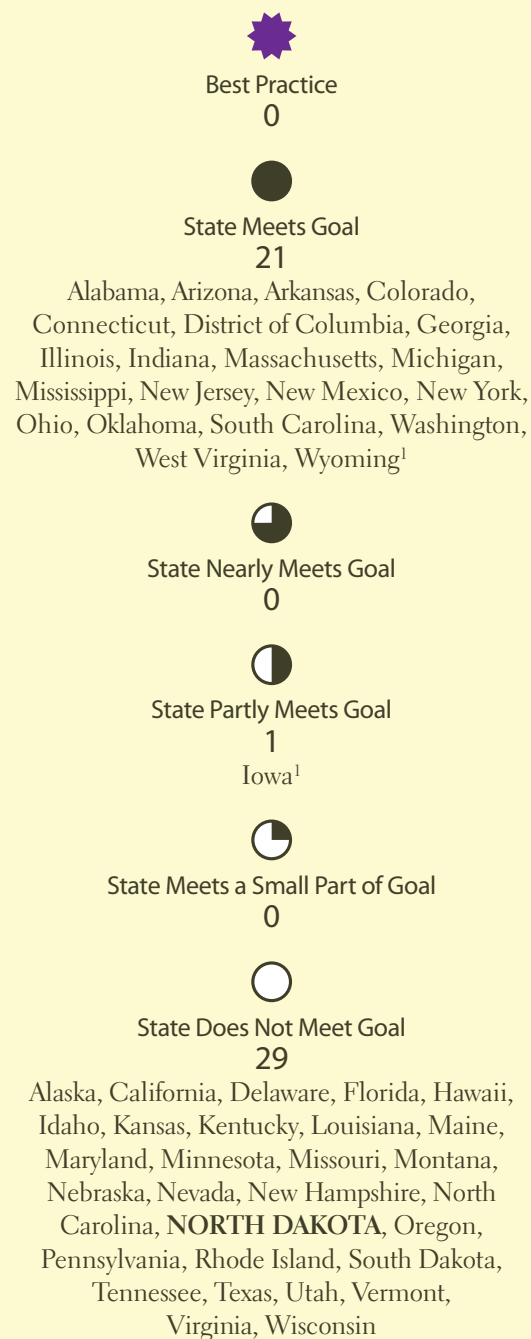 Best Practice
0
State Meets Goal
21
Alabama, Arizona, Arkansas, Colorado,
Connecticut, District of Columbia, Georgia,
Illinois, Indiana, Massachusetts, Michigan,
Mississippi, New Jersey, New Mexico, New York,
Ohio, Oklahoma, South Carolina, Washington,
West Virginia, Wyoming¹
State Nearly Meets Goal
0
State Partly Meets Goal
1
Iowa¹
State Meets a Small Part of Goal
0
State Does Not Meet Goal
29
Alaska, California, Delaware, Florida, Hawaii,
Idaho, Kansas, Kentucky, Louisiana, Maine,
Maryland, Minnesota, Missouri, Montana,
Nebraska, Nevada, New Hampshire, North
Carolina, NORTH DAKOTA, Oregon,
Pennsylvania, Rhode Island, South Dakota,
Tennessee, Texas, Utah, Vermont,
Virginia, Wisconsin